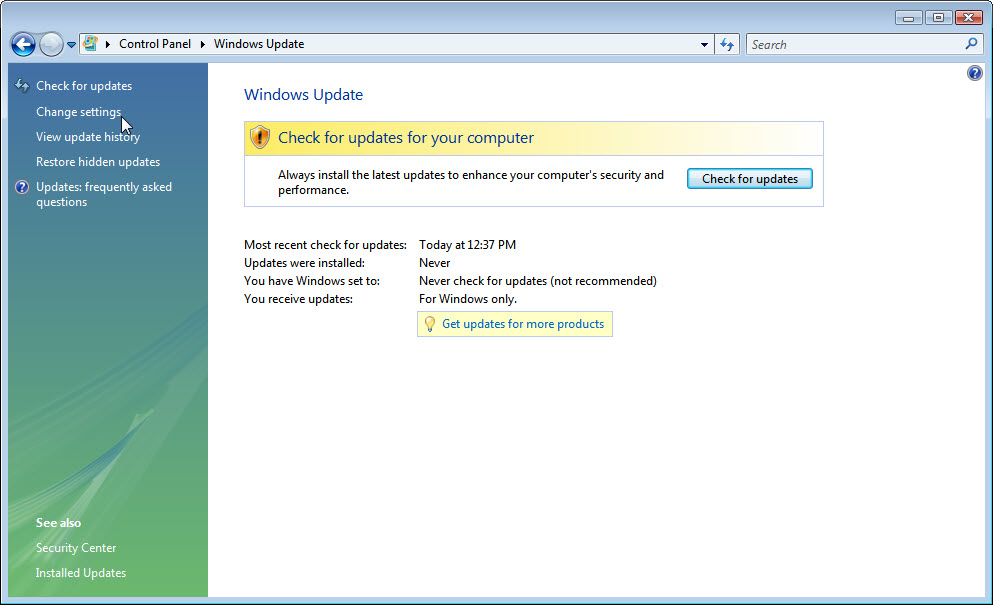 Control Panel Windows Update
Search
Check for updates
Change settings
View update history
Restore hidden updates
Updates: frequently asked
questions
See also
Security Center
Installed Updates
Windows Update
Check for updates for your computer
Always install the latest updates to enhance your computer's security and
performance.
Check for updates
Most recent check for updates: Today at 12:37 PM
Updates were installed: Never
You have Windows set to: Never check for updates (not recommended)
You receive updates: For Windows only.
Get updates for more products